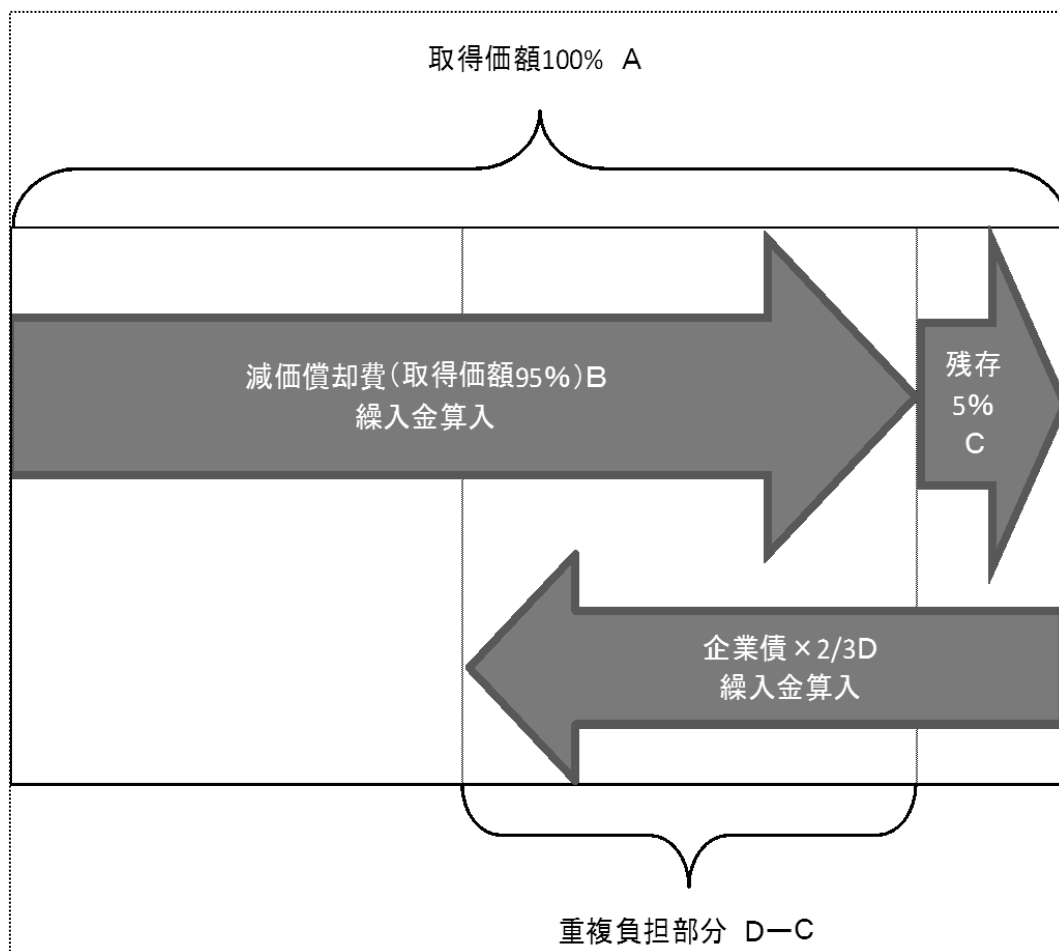 取得価額100% A
減価償却費(取得価額95%)B
繰入金算入
残存
5%
C
企業債×2/3D
繰入金算入
重複負担部分 D―C